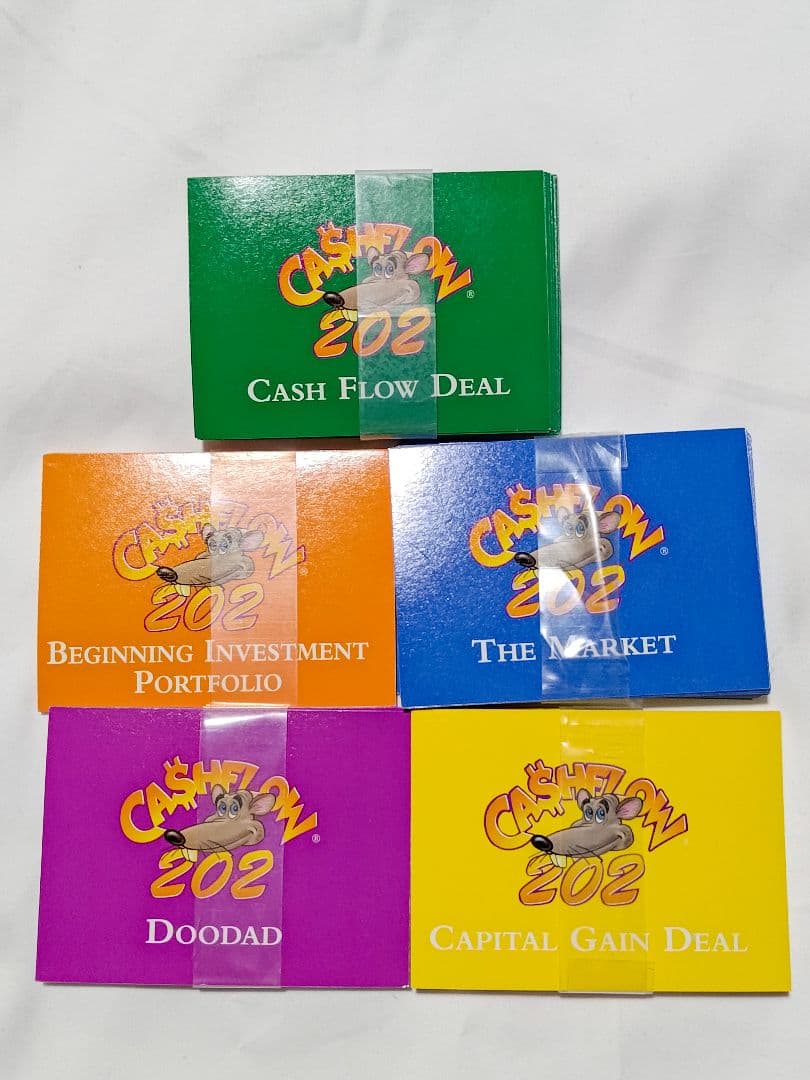 CA$HFLOW
®
202
CASH FLOW DEAL
CA$HFLOW
®
202
BEGINNING INVESTMENT
PORTFOLIO
CA$HFLOW
®
202
THE MARKET
CA$HFLOW
®
202
DOODAD
CA$HFLOW
202
CAPITAL GAIN DEAL